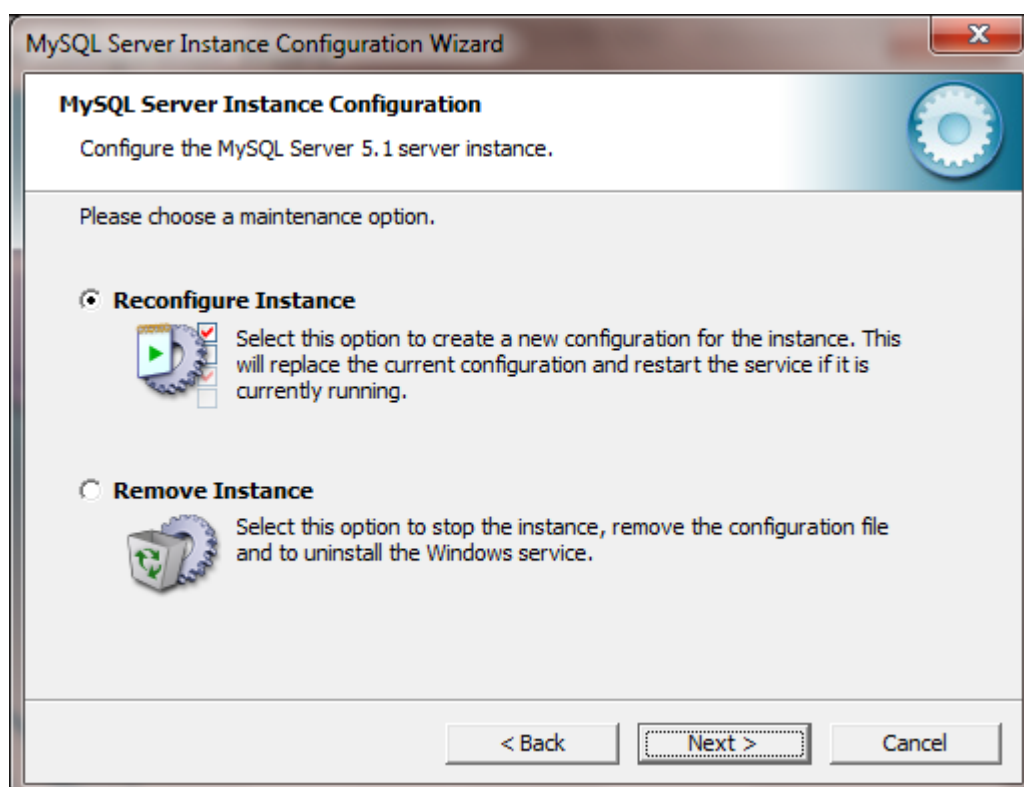 MySQL Server Instance Configuration Wizard
MySQL Server Instance Configuration
Configure the MySQL Server 5.1 server instance.
Please choose a maintenance option.
Reconfigure Instance
Select this option to create a new configuration for the instance. This
will replace the current configuration and restart the service if it is
currently running.
Remove Instance
Select this option to stop the instance, remove the configuration file
and to uninstall the Windows service.
< Back
Next >
Cancel